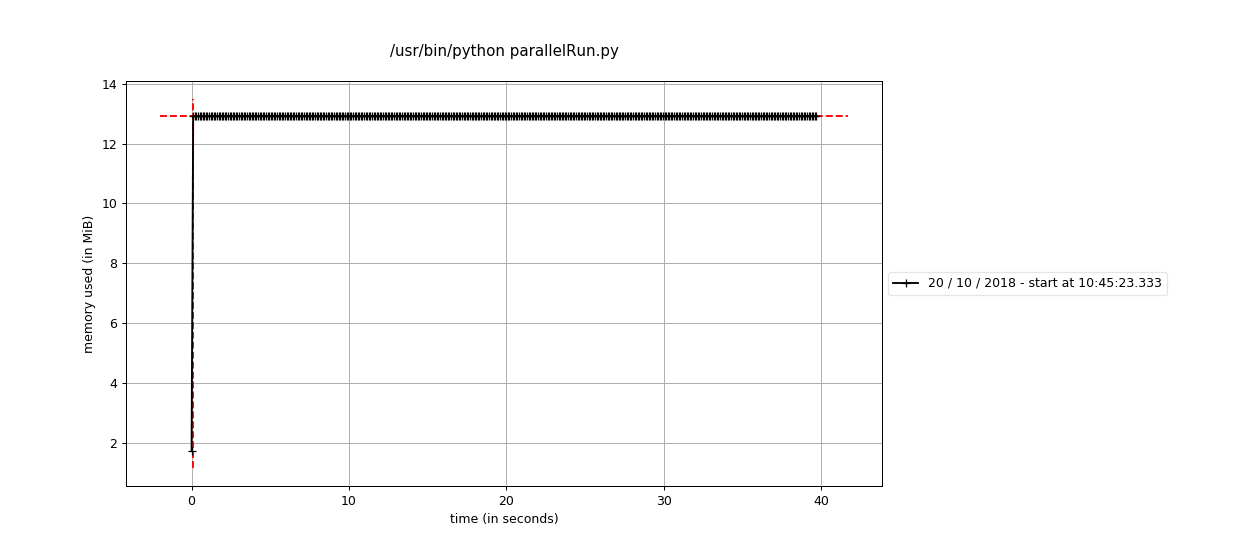 /usr/bin/python parallelRun.py
14
12
10
8
6
4
2
memory used (in MiB)
0 10 20 30 40
time (in seconds)
20 / 10 / 2018 - start at 10:45:23.333